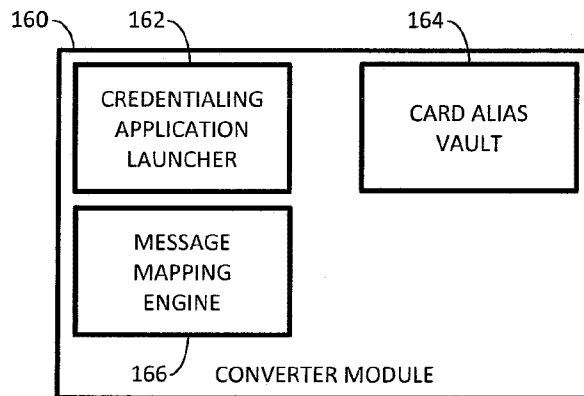 160
162
164
CREDENTIALING
APPLICATION
LAUNCHER
CARD ALIAS
VAULT
MESSAGE
MAPPING
ENGINE
166
CONVERTER MODULE